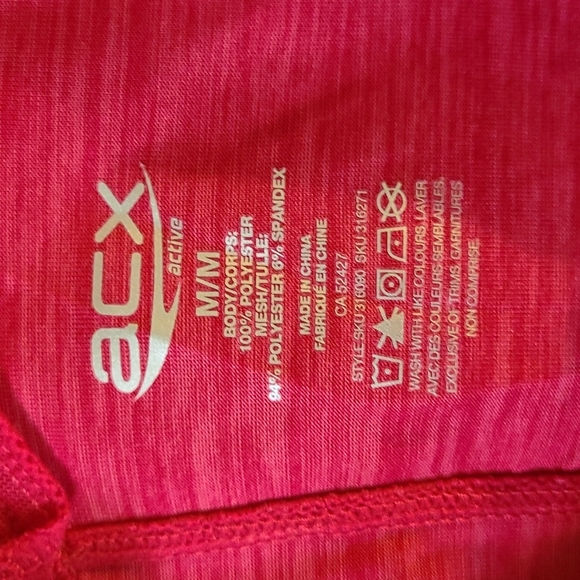 acx
active
M/M
BODY/CORPS:
100% POLYESTER
MESH/TULLE:
94% POLYESTER 6% SPANDEX
MADE IN CHINA
FABRIQUÉ EN CHINE
CA 52427
STYLE/SKU 316060 SKU 316271
WASH WITH LIKE COLOURS, LAVER
AVEC DES COULEURS SEMBLABLES.
EXCLUSIVE OF TRIMS, GARNITURES
NON COMPRISE